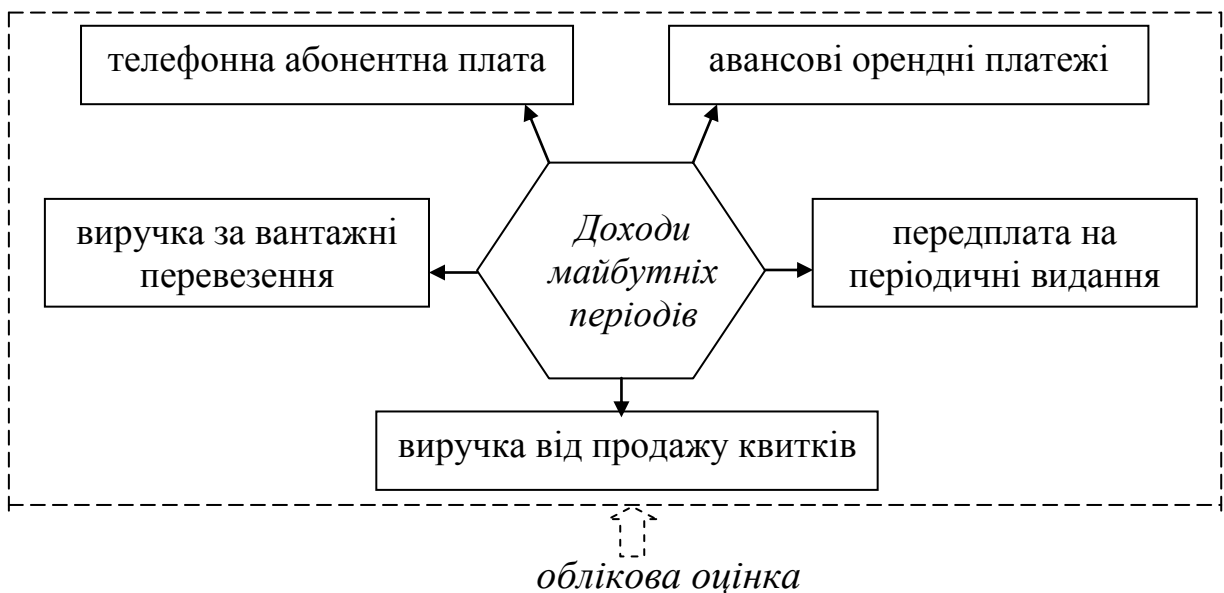 телефонна абонентна плата
авансові орендні платежі
виручка за вантажні
перевезення
Доходи
майбутніх
періодів
передплата на
періодичні видання
виручка від продажу квитків
облікова оцінка